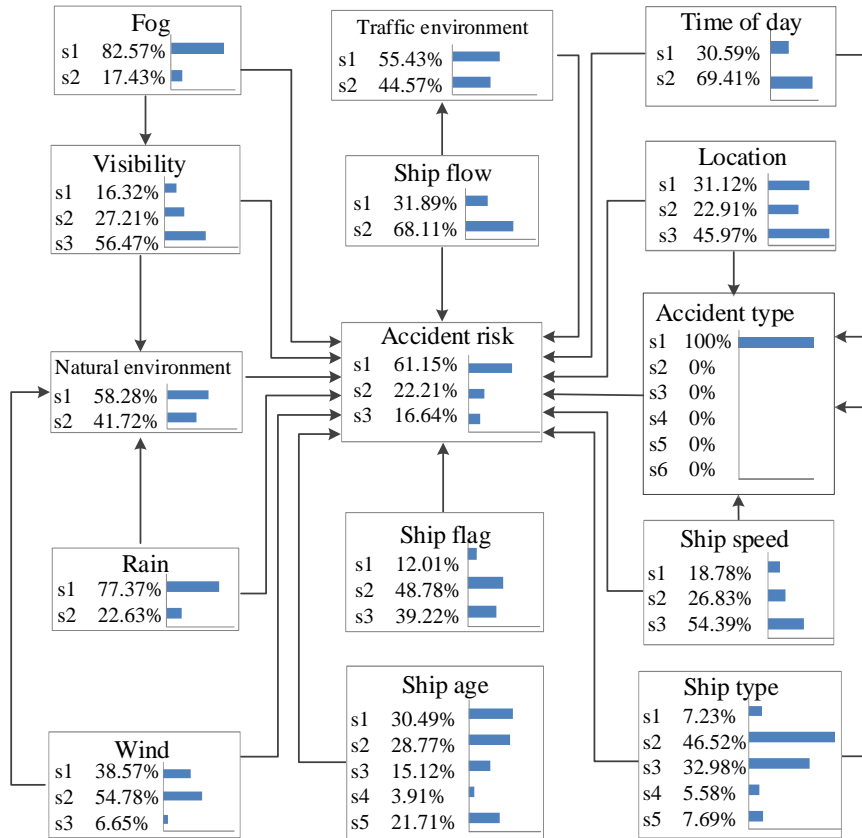 Fog
s1 82.57%
s2 17.43%
Traffic environment
s1 55.43%
s2 44.57%
Time of day
s1 30.59%
s2 69.41%
Visibility
s1 16.32%
s2 27.21%
s3 56.47%
Ship flow
s1 31.89%
s2 68.11%
Location
s1 31.12%
s2 22.91%
s3 45.97%
Natural environment
s1 58.28%
s2 41.72%
Accident risk
s1 61.15%
s2 22.21%
s3 16.64%
Accident type
s1 100%
s2 0%
s3 0%
s4 0%
s5 0%
s6 0%
Rain
s1 77.37%
s2 22.63%
Ship flag
s1 12.01%
s2 48.78%
s3 39.22%
Ship speed
s1 18.78%
s2 26.83%
s3 54.39%
Wind
s1 38.57%
s2 54.78%
s3 6.65%
Ship age
s1 30.49%
s2 28.77%
s3 15.12%
s4 3.91%
s5 21.71%
Ship type
s1 7.23%
s2 46.52%
s3 32.98%
s4 5.58%
s5 7.69%